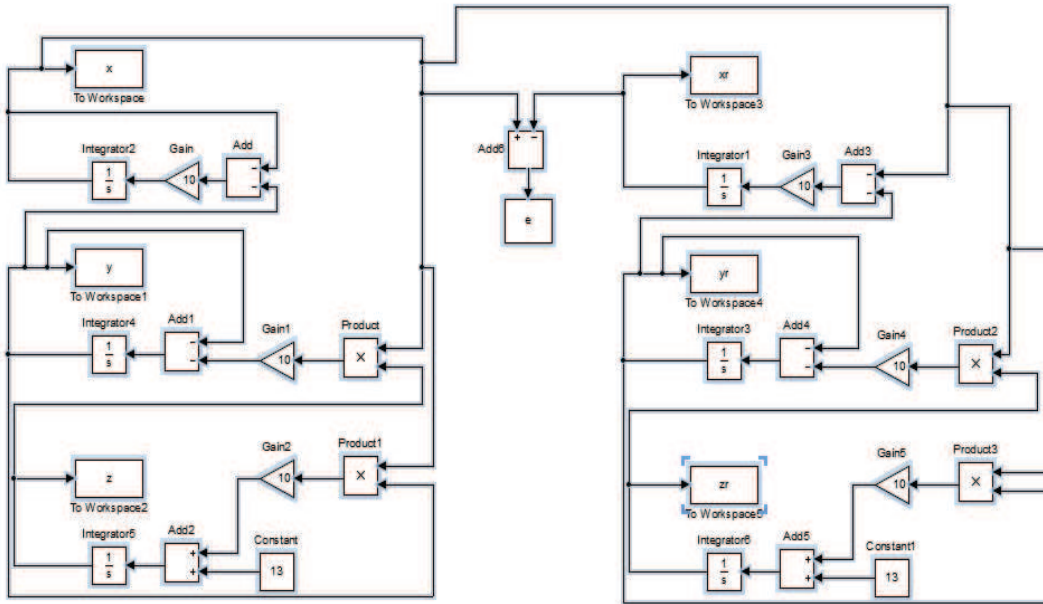 x
To Workspace
xr
To Workspace3
Integrator2
Gain
Add
1
s
10
−
−
+ −
Add6
e
Integrator1
Gain3
Add3
1
s
10
−
−
y
To Workspace1
yr
To Workspace4
Integrator4
Add1
Gain1
Product
1
s
−
−
10
×
Integrator3
Add4
Gain4
Product2
1
s
−
−
10
×
Gain2
Product1
10
×
z
To Workspace2
Gain5
Product3
10
×
zr
To Workspace5
Integrator5
Add2
Constant
1
s
+
+
13
Integrator6
Add5
Constant1
1
s
+
+
13